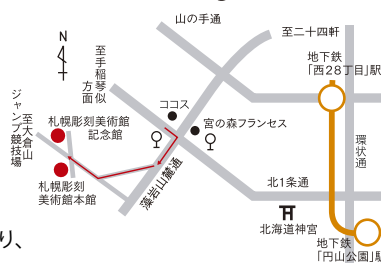 山の手通
至二十四軒
N
至手稲琴似
方面
地下鉄
「西28丁目」駅
ココス
宮の森フランセス
ジャンプ競技場
至大倉山
札幌彫刻美術館
記念館
環状通
札幌彫刻
美術館本館
藻岩山麓通
北1条通
北海道神宮
地下鉄
「円山公園」駅
り、